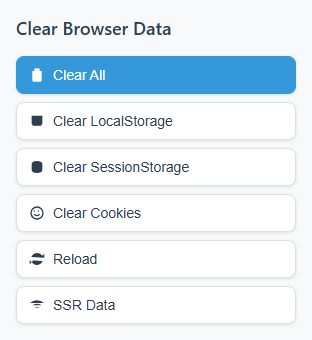 Clear Browser Data
Clear All
Clear LocalStorage
Clear SessionStorage
Clear Cookies
Reload
SSR Data